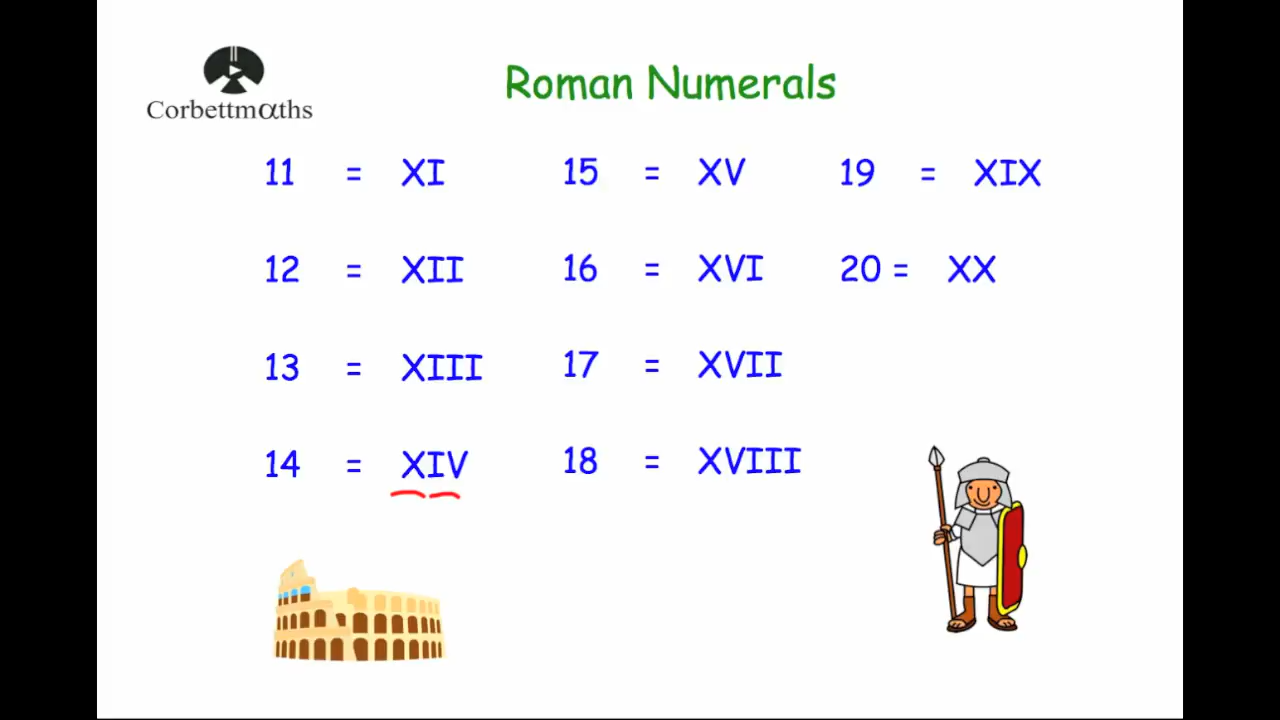 Corbettmαths
Roman Numerals
11 = XI 15 = XV 19 = XIX
12 = XII 16 = XVI 20 = XX
13 = XIII 17 = XVII
14 = XIV 18 = XVIII